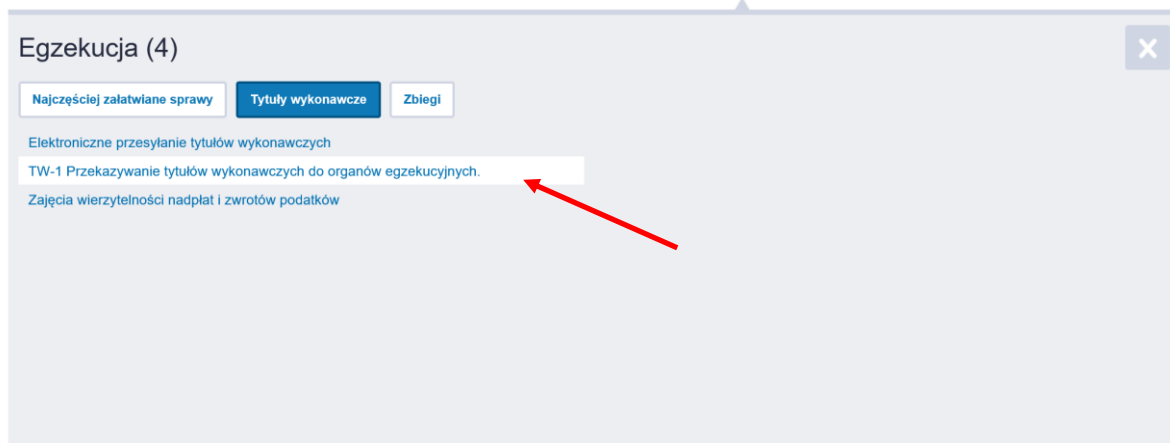 Egzekucja (4)
Najczęściej załatwiane sprawy
Tytuły wykonawcze
Zbiegi
Elektroniczne przesyłanie tytułów wykonawczych
TW-1 Przekazywanie tytułów wykonawczych do organów egzekucyjnych.
Zajęcia wierzytelności nadpłat i zwrotów podatków